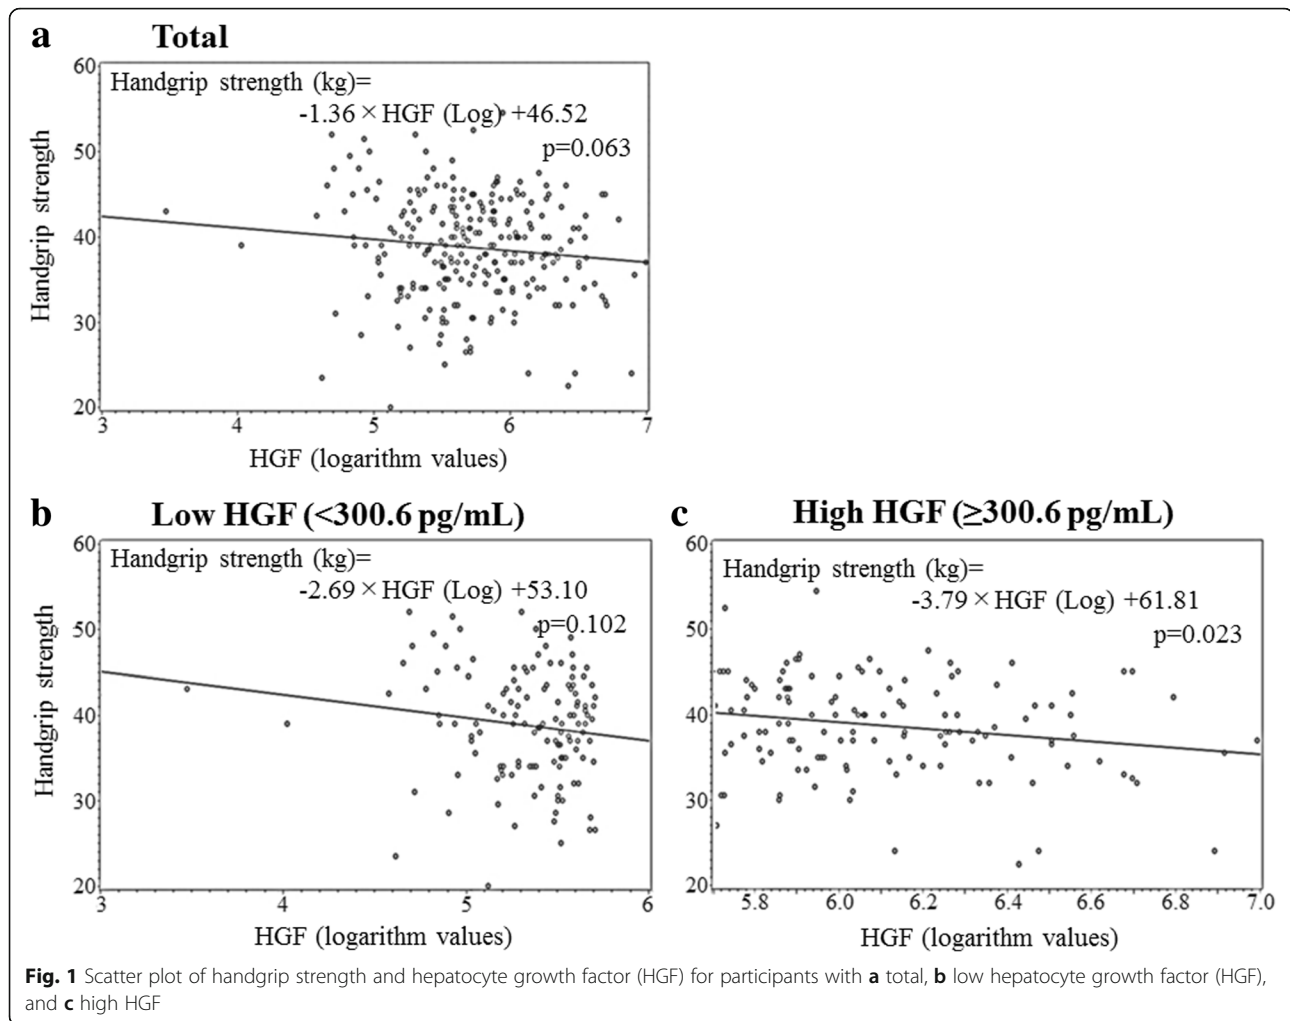 a Total
Handgrip strength (kg)=
-1.36 × HGF (Log) +46.52
p=0.063
Handgrip strength
60
50
40
30
20
3 4 5 6 7
HGF (logarithm values)
b Low HGF (<300.6 pg/mL)
Handgrip strength (kg)=
-2.69 × HGF (Log) +53.10
p=0.102
Handgrip strength
60
50
40
30
20
3 4 5 6
HGF (logarithm values)
c High HGF (≥300.6 pg/mL)
Handgrip strength (kg)=
-3.79 × HGF (Log) +61.81
p=0.023
60
50
40
30
20
5.8 6.0 6.2 6.4 6.6 6.8 7.0
HGF (logarithm values)
Fig. 1 Scatter plot of handgrip strength and hepatocyte growth factor (HGF) for participants with a total, b low hepatocyte growth factor (HGF),
and c high HGF